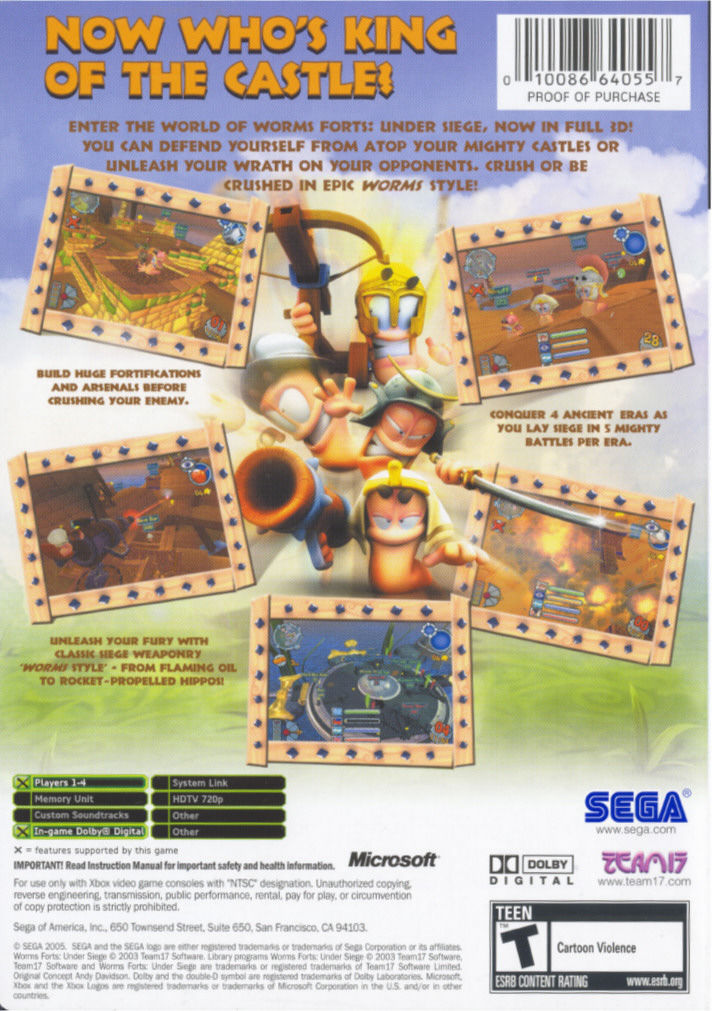 NOW WHO'S KING
OF THE CASTLE?
0 10086 64055 7
PROOF OF PURCHASE
ENTER THE WORLD OF WORMS FORTS: UNDER SIEGE, NOW IN FULL 3D!
YOU CAN DEFEND YOURSELF FROM ATOP YOUR MIGHTY CASTLES OR
UNLEASH YOUR WRATH ON YOUR OPPONENTS. CRUSH OR BE
CRUSHED IN EPIC WORMS STYLE!
BUILD HUGE FORTIFICATIONS
AND ARSENALS BEFORE
CRUSHING YOUR ENEMY.
28
CONQUER 4 ANCIENT ERAS AS
YOU LAY SIEGE IN 5 MIGHTY
BATTLES PER ERA.
UNLEASH YOUR FURY WITH
CLASSIC SIEGE WEAPONRY
'WORMS STYLE' - FROM FLAMING OIL
TO ROCKET-PROPELLED HIPPOS!
Players 1-4
System Link
Memory Unit
HDTV 720p
Custom Soundtracks
Other
In-game Dolby® Digital
Other
X = features supported by this game
IMPORTANT! Read Instruction Manual for important safety and health information.
Microsoft®
For use only with Xbox video game consoles with "NTSC" designation. Unauthorized copying,
reverse engineering, transmission, public performance, rental, pay for play, or circumvention
of copy protection is strictly prohibited.
Sega of America, Inc., 650 Townsend Street, Suite 650, San Francisco, CA 94103.
© SEGA 2005. SEGA and the SEGA logo are either registered trademarks or trademarks of Sega Corporation or its affiliates.
Worms Forts: Under Siege © 2003 Team17 Software. Library programs Worms Forts: Under Siege © 2003 Team17 Software,
Team17 Software and Worms Forts: Under Siege are trademarks or registered trademarks of Team17 Software Limited.
Original Concept Andy Davidson. Dolby and the double-D symbol are registered trademarks of Dolby Laboratories. Microsoft,
Xbox and the Xbox Logos are registered trademarks or trademarks of Microsoft Corporation in the U.S. and/or in other
countries.
SEGA®
www.sega.com
DOLBY
DIGITAL
TEAM17
www.team17.com
TEEN
T
TM
Cartoon Violence
ESRB CONTENT RATING www.esrb.org